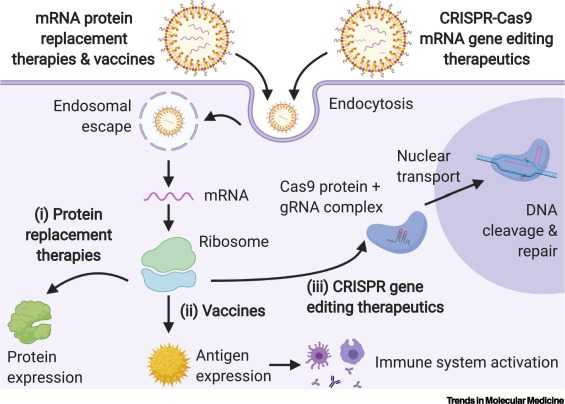 mRNA protein
replacement
therapies & vaccines
CRISPR-Cas9
mRNA gene editing
therapeutics
Endosomal
escape
Endocytosis
mRNA
Nuclear
transport
Cas9 protein +
gRNA complex
DNA
cleavage &
repair
(i) Protein
replacement
therapies
Ribosome
(ii) Vaccines
(iii) CRISPR gene
editing therapeutics
Protein
expression
Antigen
expression
Immune system activation
Trends in Molecular Medicine